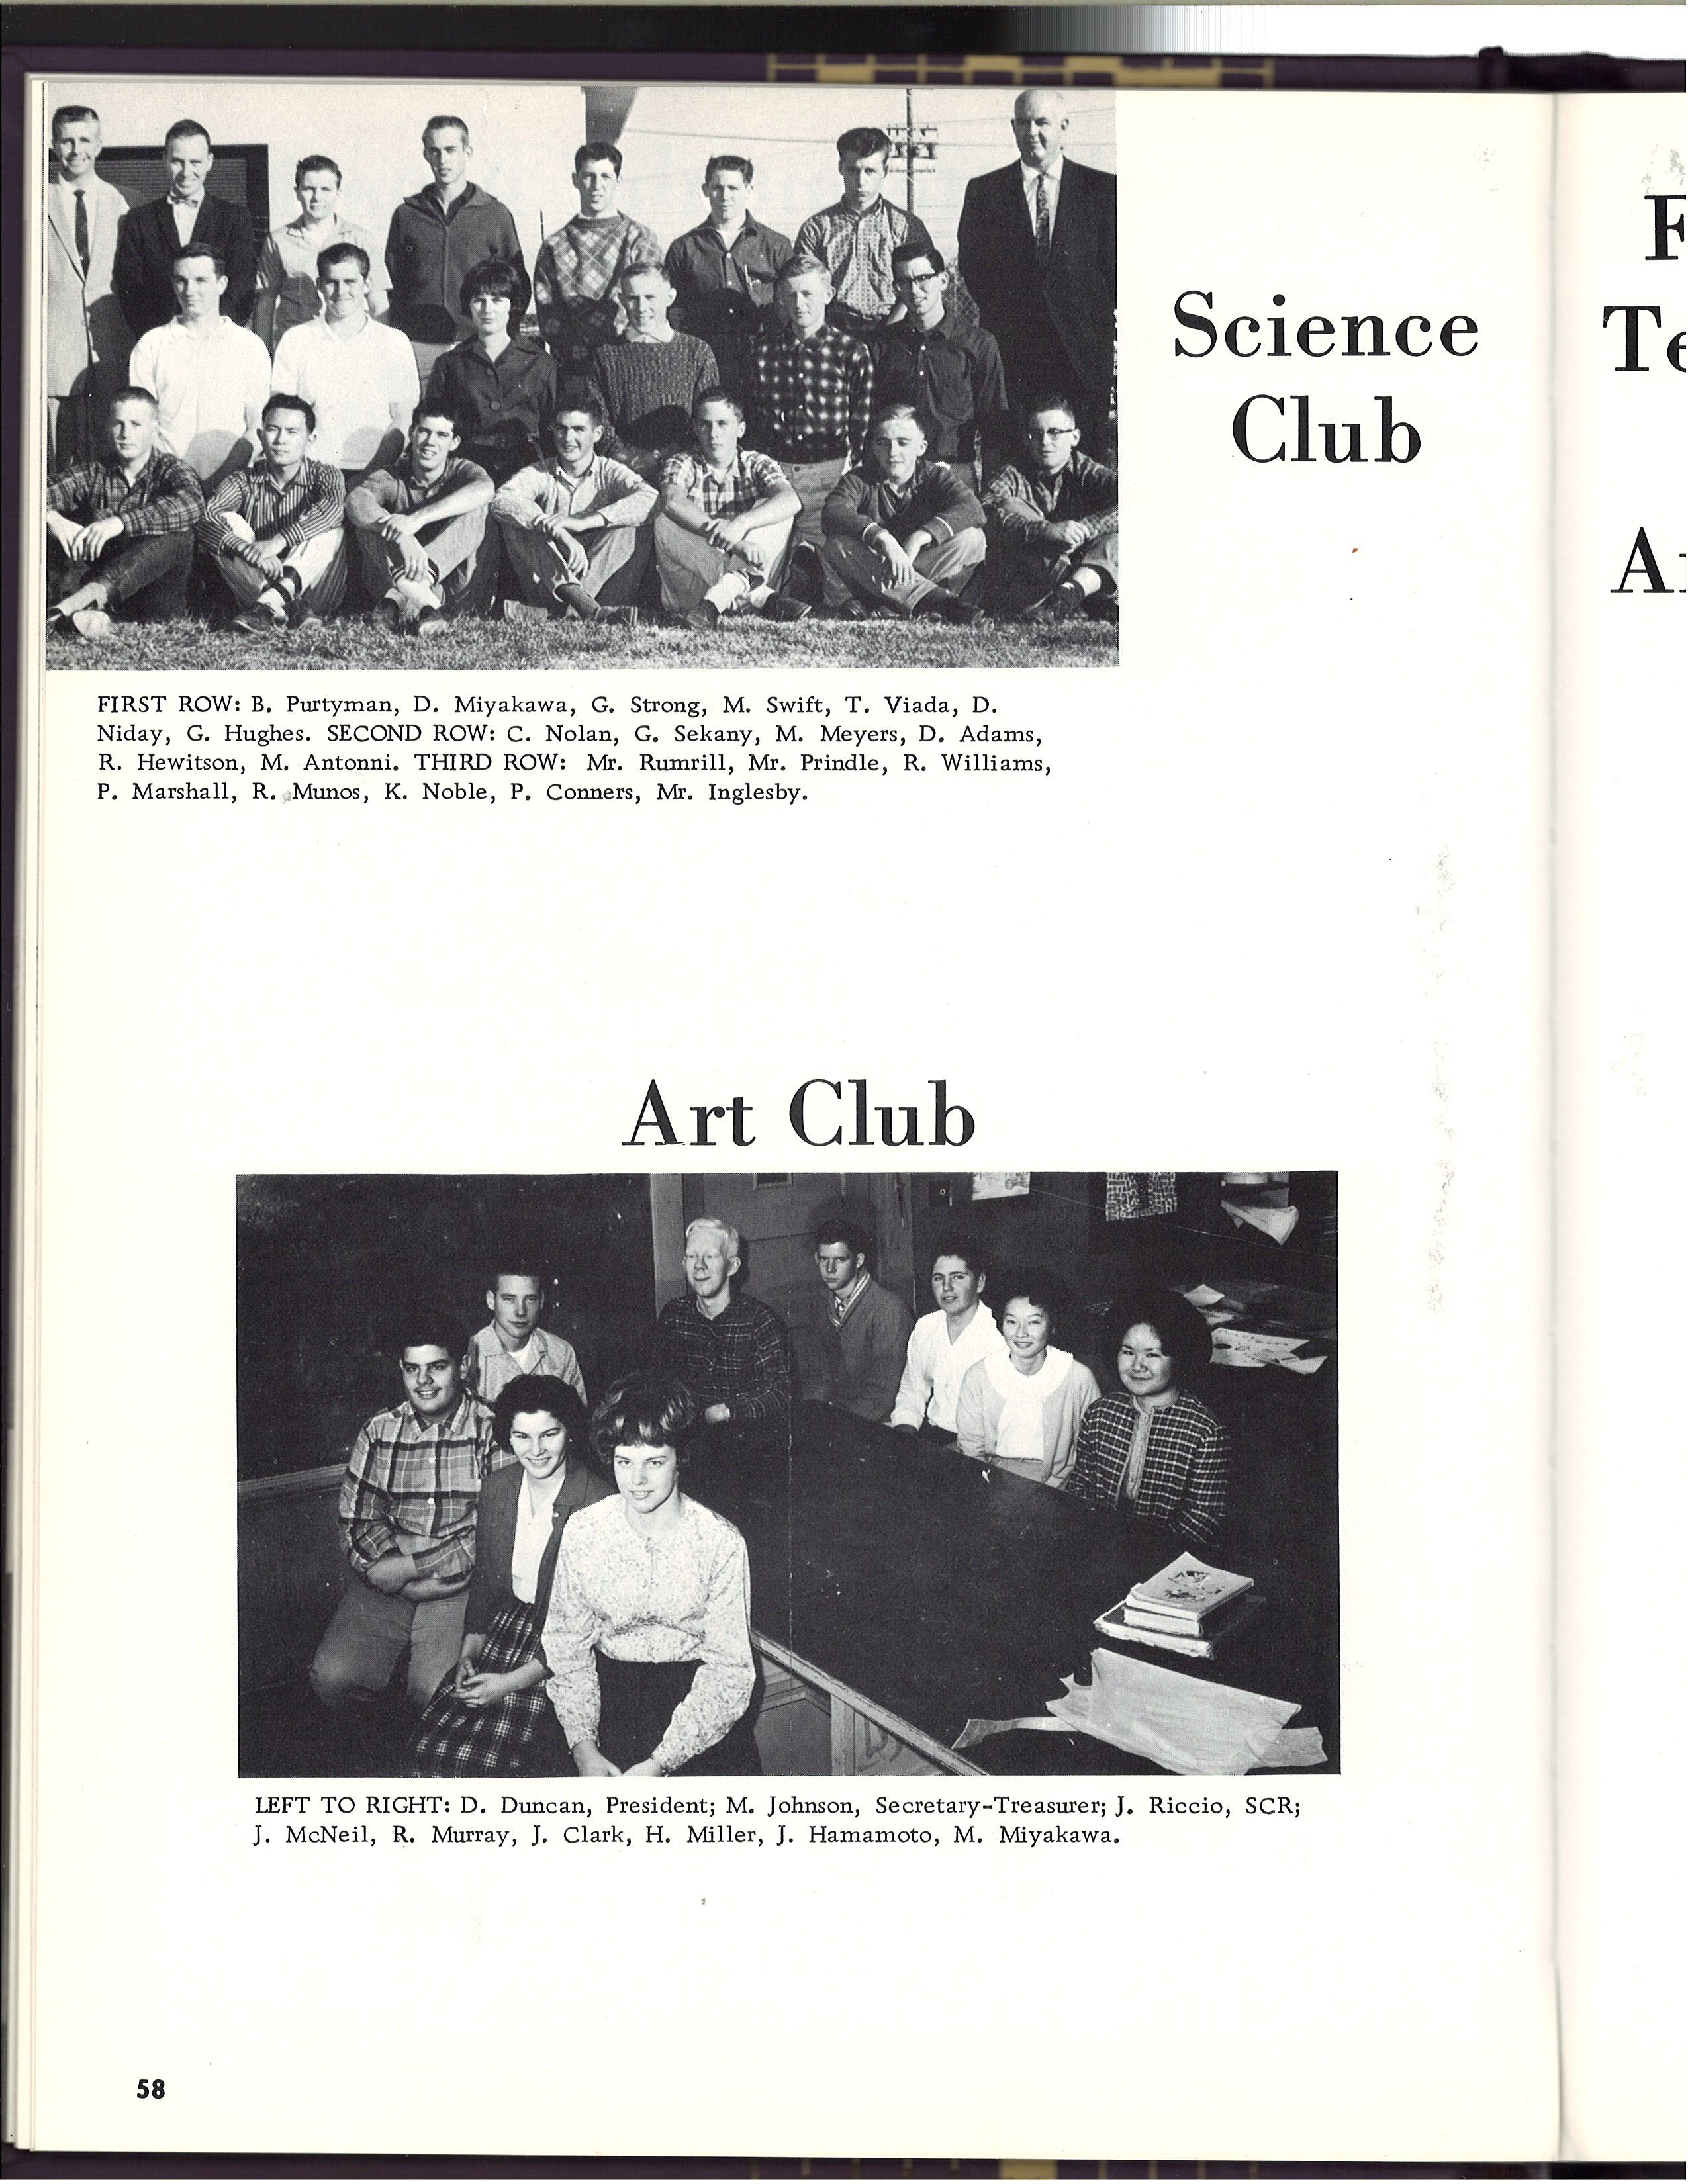 Science
Club
FIRST ROW: B. Purtyman, D. Miyakawa, G. Strong, M. Swift, T. Viada, D.
Niday, G. Hughes. SECOND ROW: C. Nolan, G. Sekany, M. Meyers, D. Adams,
R. Hewitson, M. Antonni. THIRD ROW: Mr. Rumrill, Mr. Prindle, R. Williams,
P. Marshall, R. Munos, K. Noble, P. Conners, Mr. Inglesby.
Art Club
LEFT TO RIGHT: D. Duncan, President; M. Johnson, Secretary-Treasurer; J. Riccio, SCR;
J. McNeil, R. Murray, J. Clark, H. Miller, J. Hamamoto, M. Miyakawa.
58